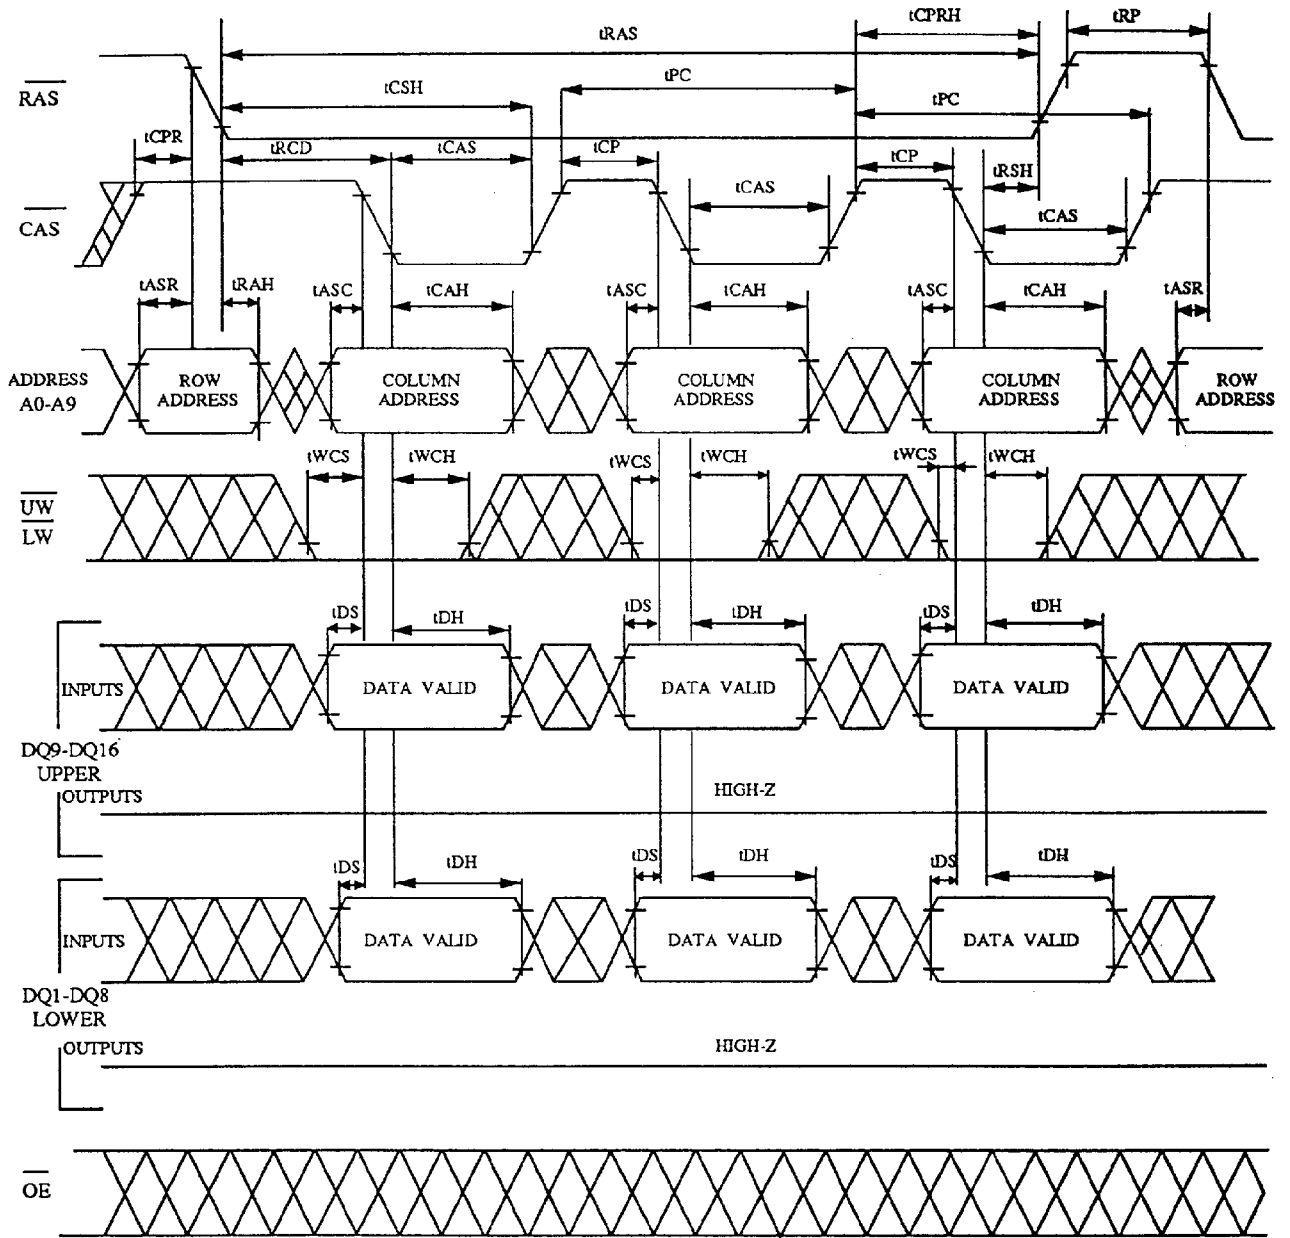 tCPRH tRP
tRAS
tPC
RAS
tCSH
tPC
tCPR
tRCD tCAS tCP tCP
tRSH
tCAS
CAS
tCAS
tASR tRAH tASC tCAH tASC tCAH tASC tCAH tASR
ADDRESS
A0-A9
ROW
ADDRESS
COLUMN
ADDRESS
COLUMN
ADDRESS
COLUMN
ADDRESS
ROW
ADDRESS
tWCS tWCH tWCS tWCH tWCS tWCH
UW
LW
tDS tDH tDS tDH tDS tDH
INPUTS DATA VALID DATA VALID DATA VALID
DQ9-DQ16
UPPER
OUTPUTS HIGH-Z
tDS tDH tDS tDH tDS tDH
INPUTS DATA VALID DATA VALID DATA VALID
DQ1-DQ8
LOWER
OUTPUTS HIGH-Z
OE